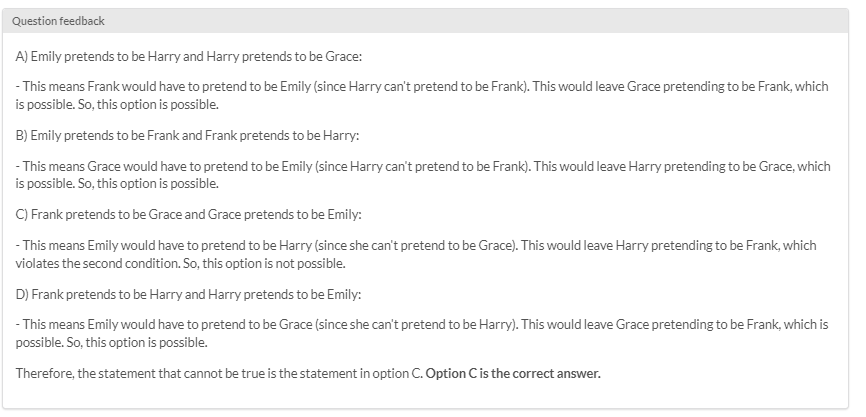 Question feedback
A) Emily pretends to be Harry and Harry pretends to be Grace:
- This means Frank would have to pretend to be Emily (since Harry can't pretend to be Frank). This would leave Grace pretending to be Frank, which
is possible. So, this option is possible.
B) Emily pretends to be Frank and Frank pretends to be Harry:
- This means Grace would have to pretend to be Emily (since Harry can't pretend to be Frank). This would leave Harry pretending to be Grace, which
is possible. So, this option is possible.
C) Frank pretends to be Grace and Grace pretends to be Emily:
- This means Emily would have to pretend to be Harry (since she can't pretend to be Grace). This would leave Harry pretending to be Frank, which
violates the second condition. So, this option is not possible.
D) Frank pretends to be Harry and Harry pretends to be Emily:
- This means Emily would have to pretend to be Grace (since she can't pretend to be Harry). This would leave Grace pretending to be Frank, which is
possible. So, this option is possible.
Therefore, the statement that cannot be true is the statement in option C. Option C is the correct answer.